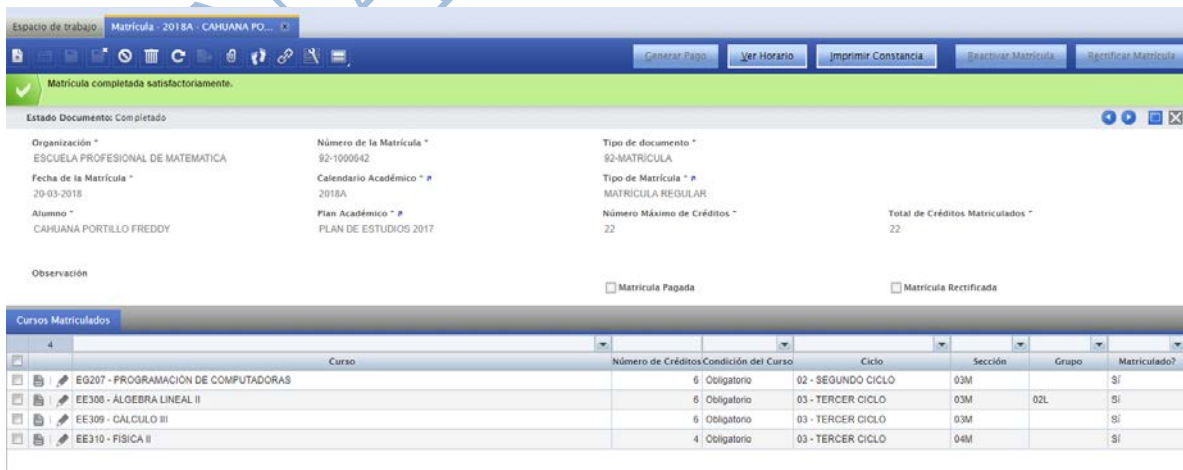 Espacio de trabajo Matrícula - 2018A - CAHUANA PO...
Generar Pago Ver Horario Imprimir Constancia Reactivar Matrícula Rectificar Matrícula
Matrícula completada satisfactoriamente.
Estado Documento: Completado
Organización * Número de la Matrícula * Tipo de documento *
ESCUELA PROFESIONAL DE MATEMATICA 92-1000642 92-MATRÍCULA
Fecha de la Matrícula * Calendario Académico * Tipo de Matrícula *
20-03-2018 2018A MATRÍCULA REGULAR
Alumno * Plan Académico * Número Máximo de Créditos * Total de Créditos Matriculados *
CAHUANA PORTILLO FREDDY PLAN DE ESTUDIOS 2017 22 22
Observación
Matrícula Pagada Matrícula Rectificada
Cursos Matriculados
4
Curso Número de Créditos Condición del Curso Ciclo Sección Grupo Matriculado?
EG207 - PROGRAMACIÓN DE COMPUTADORAS 6 Obligatorio 02 - SEGUNDO CICLO 03M Sí
EE308 - ÁLGEBRA LINEAL II 6 Obligatorio 03 - TERCER CICLO 03M 02L Sí
EE309 - CÁLCULO III 6 Obligatorio 03 - TERCER CICLO 03M Sí
EE310 - FÍSICA II 4 Obligatorio 03 - TERCER CICLO 04M Sí